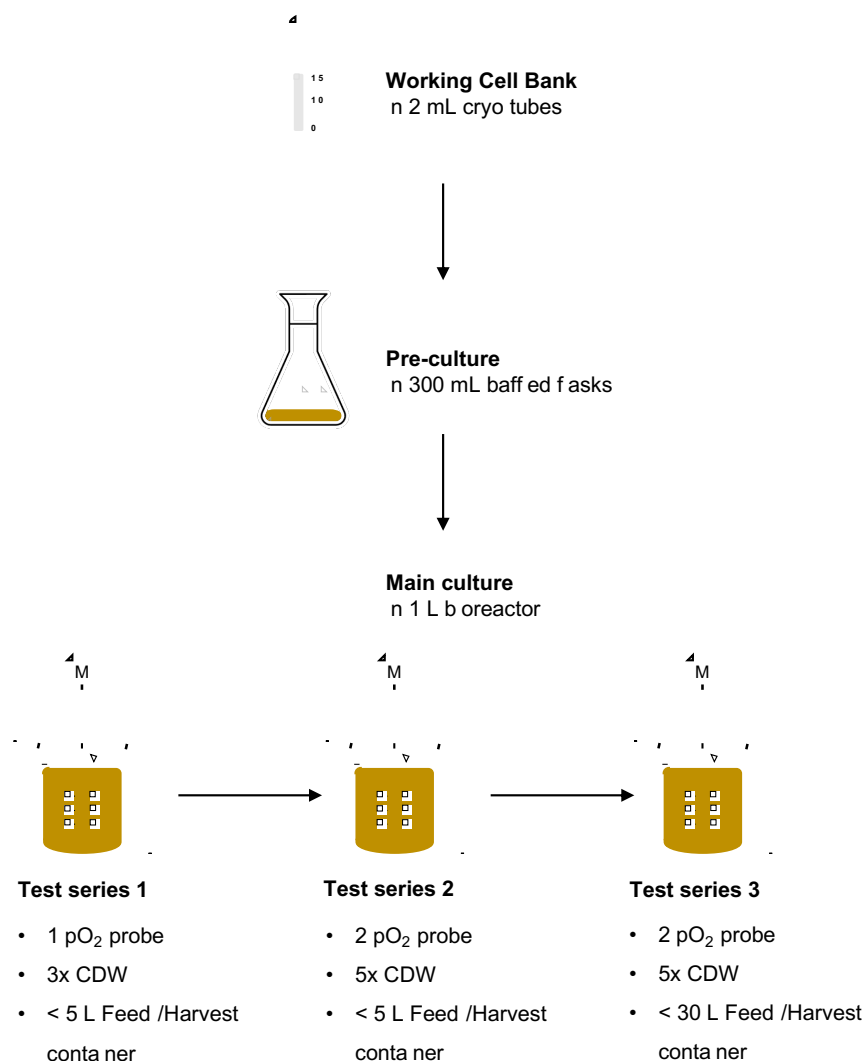 15
10
0
Working Cell Bank
n 2 mL cryo tubes
Pre-culture
n 300 mL baff ed f asks
Main culture
n 1 L b oreactor
M
M
M
Test series 1
• 1 pO₂ probe
• 3x CDW
• < 5 L Feed /Harvest
conta ner
Test series 2
• 2 pO₂ probe
• 5x CDW
• < 5 L Feed /Harvest
conta ner
Test series 3
• 2 pO₂ probe
• 5x CDW
• < 30 L Feed /Harvest
conta ner